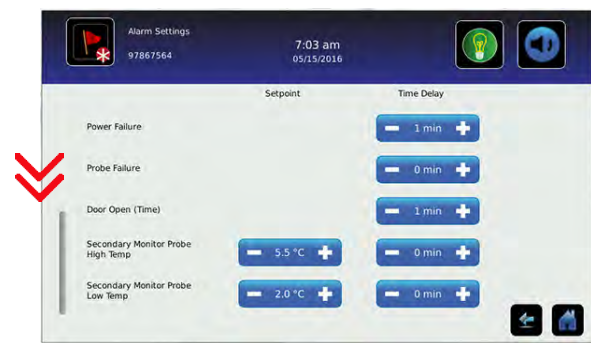 Alarm Settings
97867564
7:03 am
05/15/2016
Setpoint Time Delay
Power Failure 1 min
Probe Failure 0 min
Door Open (Time) 1 min
Secondary Monitor Probe
High Temp 5.5 °C 0 min
Secondary Monitor Probe
Low Temp 2.0 °C 0 min